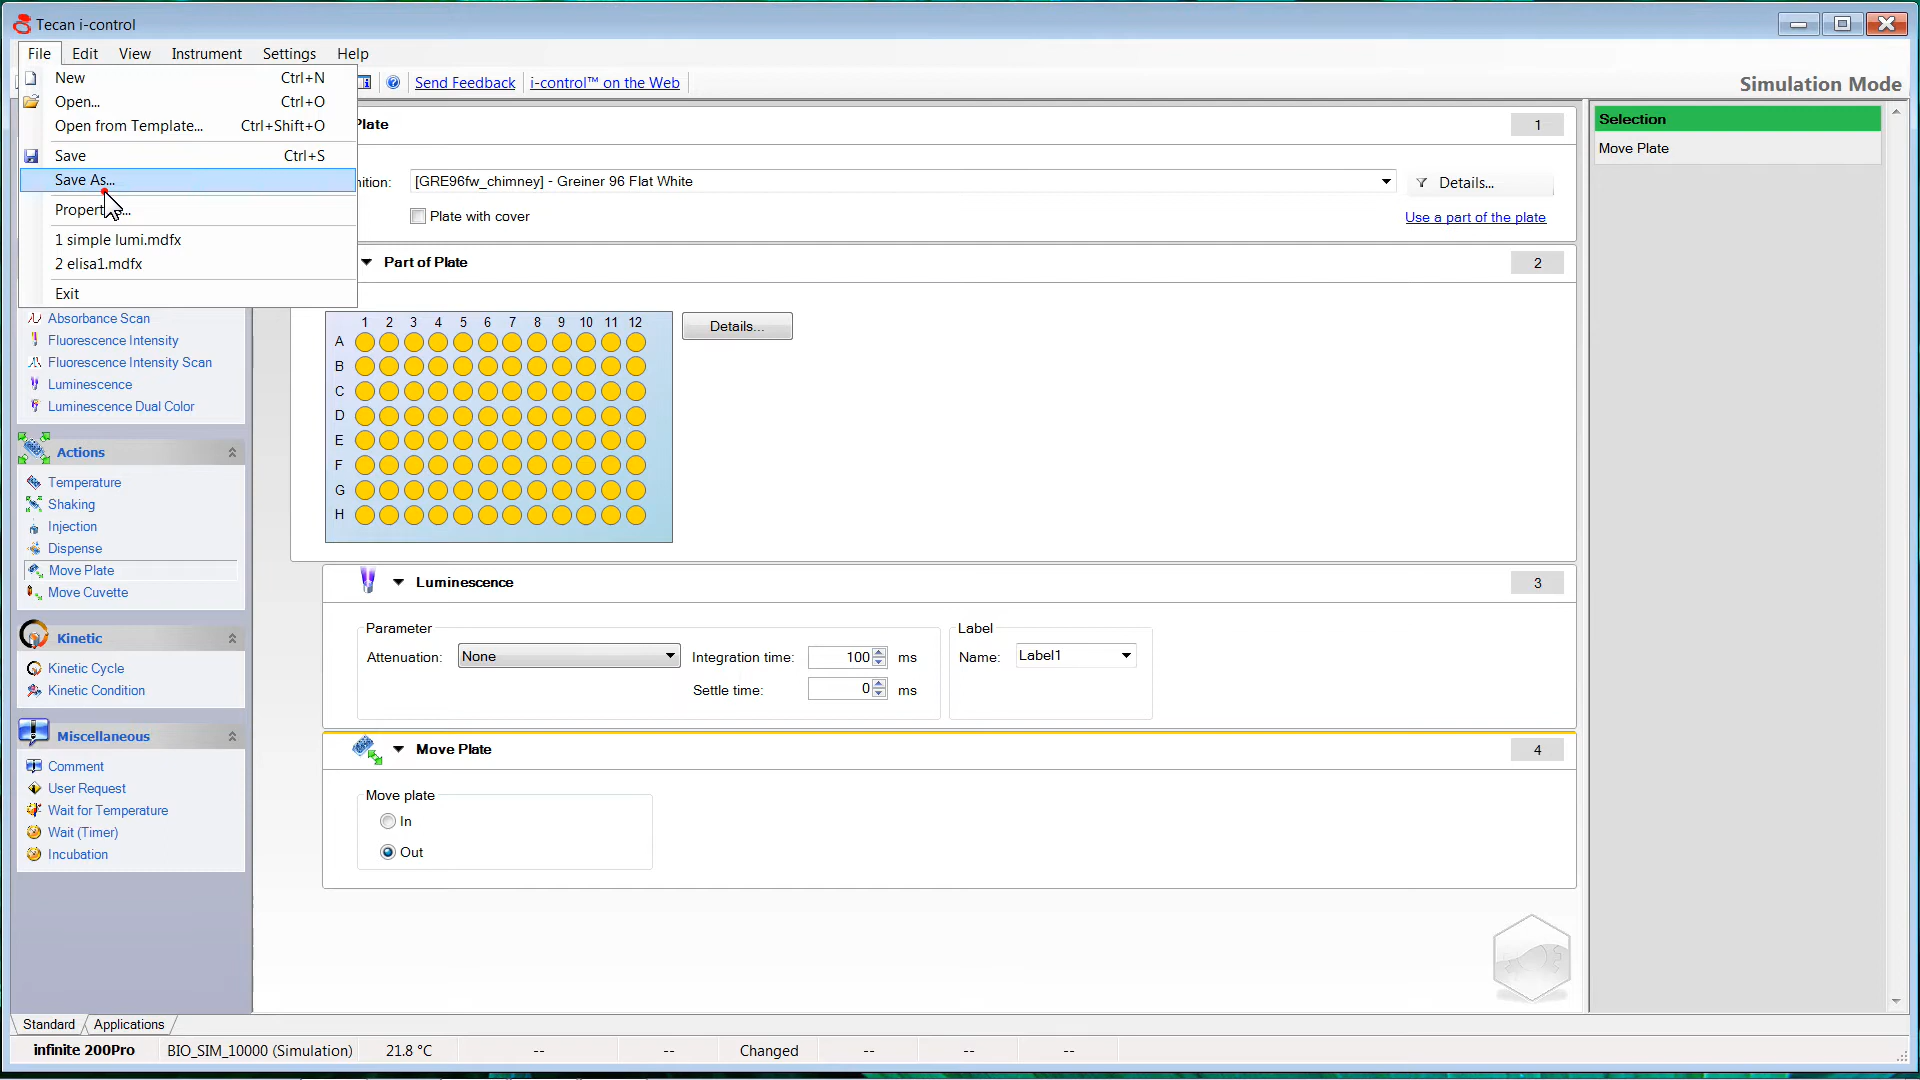 Tecan i-control
File Edit View Instrument Settings Help
New Ctrl+N
Open... Ctrl+O
Open from Template... Ctrl+Shift+O
Save Ctrl+S
Save As...
1 simple lumi.mdfx
2 elisa1.mdfx
Exit
Send Feedback i-control™ on the Web
Simulation Mode
Plate 1
[GRE96fw_chimney] - Greiner 96 Flat White
Details...
Plate with cover
Use a part of the plate
Part of Plate 2
1 2 3 4 5 6 7 8 9 10 11 12
A
B
C
D
E
F
G
H
Details...
Absorbance Scan
Fluorescence Intensity
Fluorescence Intensity Scan
Luminescence
Luminescence Dual Color
Actions
Temperature
Shaking
Injection
Dispense
Move Plate
Move Cuvette
Kinetic
Kinetic Cycle
Kinetic Condition
Miscellaneous
Comment
User Request
Wait for Temperature
Wait (Timer)
Incubation
Luminescence 3
Parameter
Attenuation: None
Integration time: 100 ms
Settle time: 0 ms
Label
Name: Label1
Move Plate 4
Move plate
In
Out
Selection
Move Plate
Standard Applications
infinite 200Pro BIO_SIM_10000 (Simulation) 21.8 °C -- -- Changed -- -- --